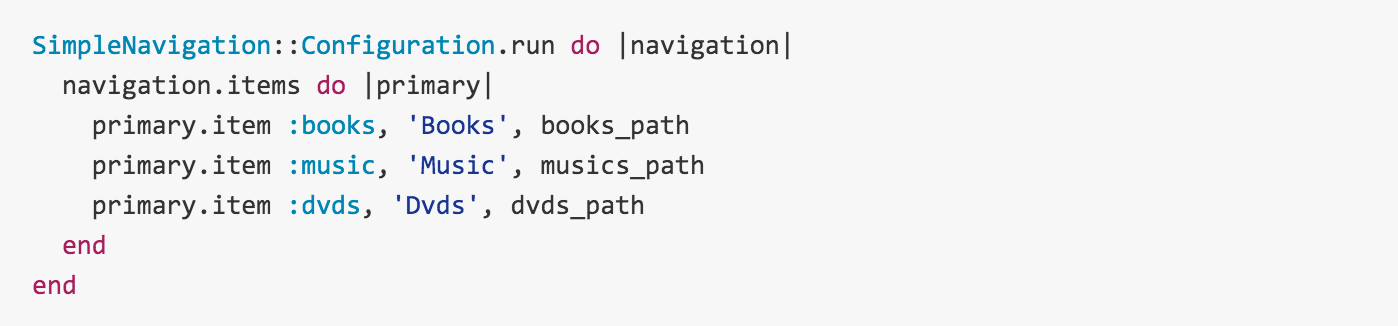 SimpleNavigation::Configuration.run do |navigation|
  navigation.items do |primary|
    primary.item :books, 'Books', books_path
    primary.item :music, 'Music', musics_path
    primary.item :dvds, 'Dvds', dvds_path
  end
end